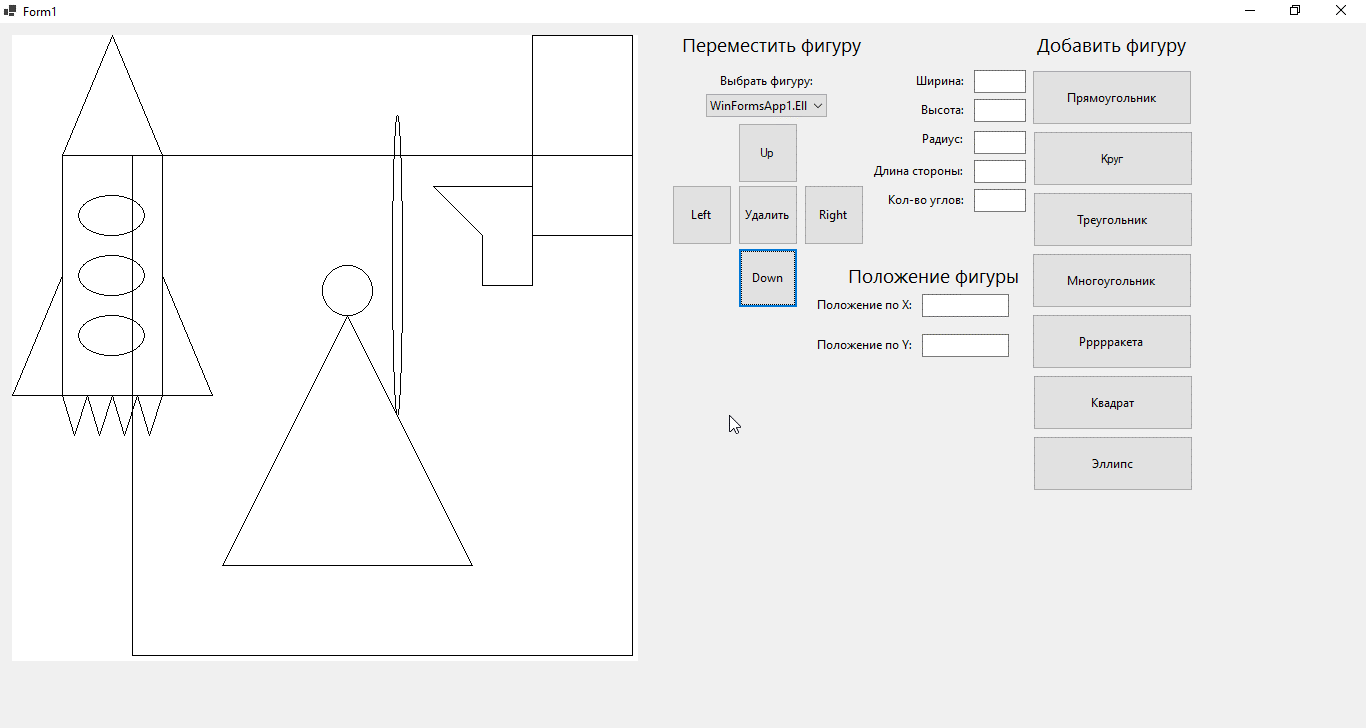 Form1
Переместить фигуру
Выбрать фигуру:
WinFormsApp1.Ell
Up
Left
Удалить
Right
Down
Ширина:
Высота:
Радиус:
Длина стороны:
Кол-во углов:
Положение фигуры
Положение по X:
Положение по Y:
Добавить фигуру
Прямоугольник
Круг
Треугольник
Многоугольник
Рррррракета
Квадрат
Эллипс